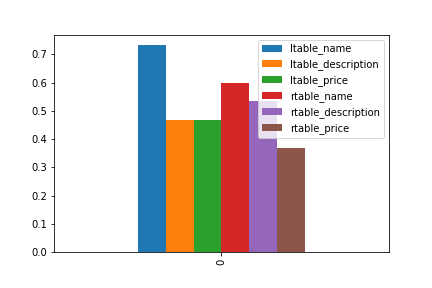 0.7
0.6
0.5
0.4
0.3
0.2
0.1
0.0
0
ltable_name
ltable_description
ltable_price
rtable_name
rtable_description
rtable_price